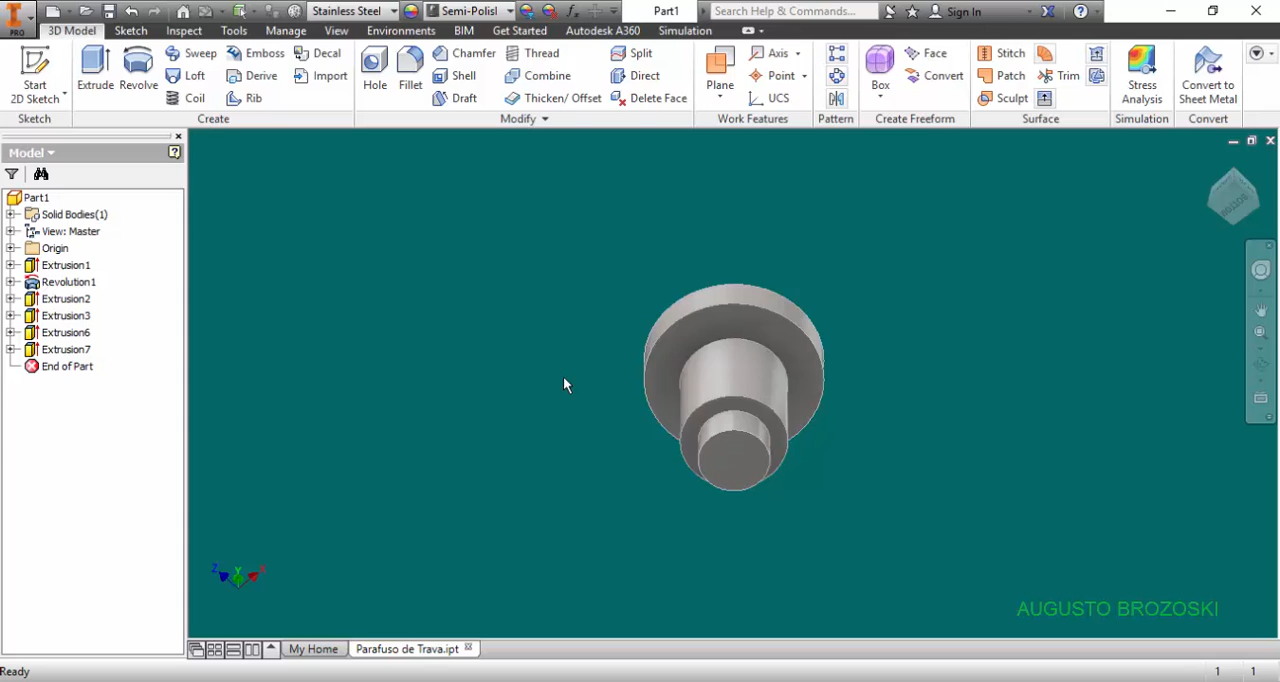 PRO
Stainless Steel
Semi-Polisl
Part1
Search Help & Commands...
Sign In
3D Model Sketch Inspect Tools Manage View Environments BIM Get Started Autodesk A360 Simulation
Start 2D Sketch
Extrude
Revolve
Sweep
Loft
Coil
Emboss
Derive
Rib
Decal
Import
Hole
Fillet
Chamfer
Shell
Draft
Thread
Combine
Thicken/ Offset
Split
Direct
Delete Face
Plane
Axis
Point
UCS
Box
Face
Convert
Stitch
Patch
Sculpt
Trim
Stress Analysis
Convert to Sheet Metal
Sketch
Create
Modify
Work Features
Pattern
Create Freeform
Surface
Simulation
Convert
Model
Part1
Solid Bodies(1)
View: Master
Origin
Extrusion1
Revolution1
Extrusion2
Extrusion3
Extrusion6
Extrusion7
End of Part
BOTTOM
Z Y X
AUGUSTO BROZOSKI
My Home
Parafuso de Trava.ipt
Ready
1 1